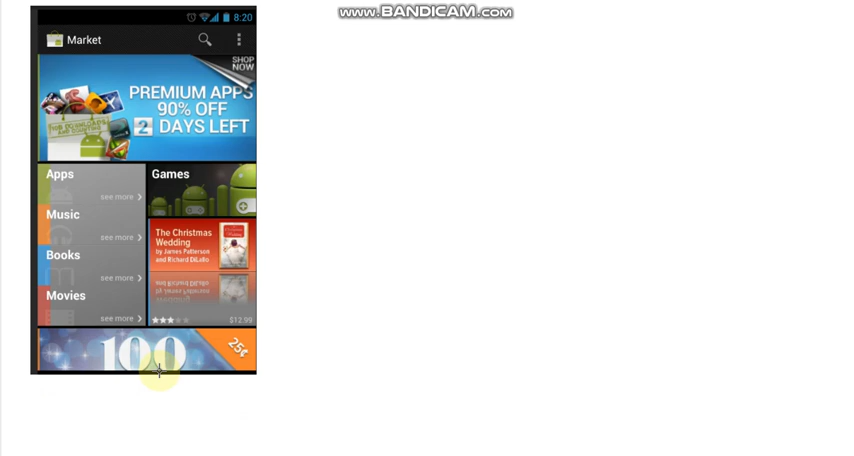 www.BANDICAM.com
8:20
Market
SHOP
NOW
PREMIUM APPS
90% OFF
2 DAYS LEFT
Apps
see more
Music
see more
Books
see more
Movies
see more
Games
The Christmas
Wedding
by James Patterson
and Richard DiLallo
$12.99
100
25¢